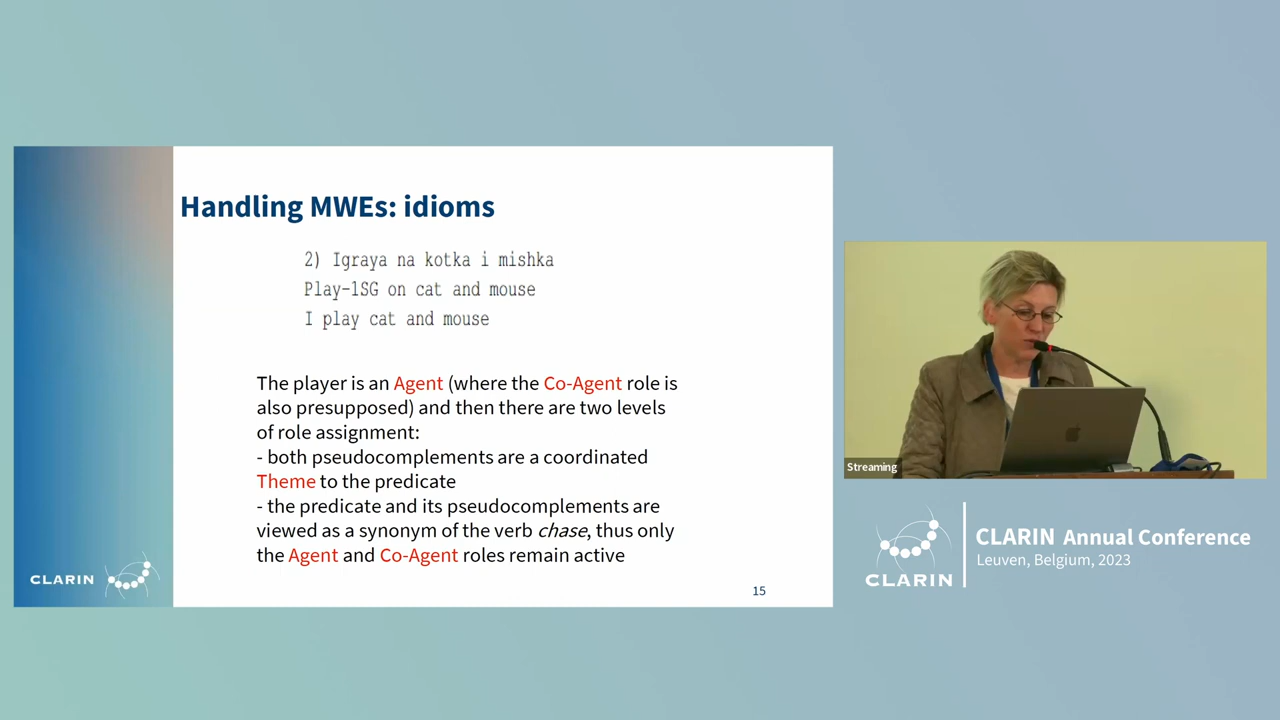 Handling MWEs: idioms
2) Igraya na kotka i mishka
Play-1SG on cat and mouse
I play cat and mouse
The player is an Agent (where the Co-Agent role is
also presupposed) and then there are two levels
of role assignment:
- both pseudocomplements are a coordinated
Theme to the predicate
- the predicate and its pseudocomplements are
viewed as a synonym of the verb chase, thus only
the Agent and Co-Agent roles remain active
CLARIN
15
Streaming
CLARIN
CLARIN Annual Conference
Leuven, Belgium, 2023